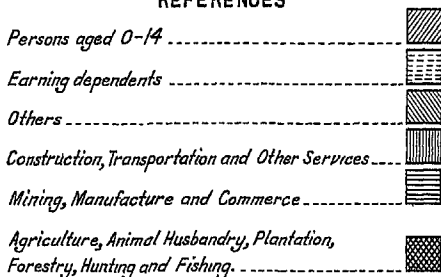 REFERENCES
Persons aged 0-14
Earning dependents
Others
Construction, Transportation and Other Services
Mining, Manufacture and Commerce
Agriculture, Animal Husbandry, Plantation,
Forestry, Hunting and Fishing.